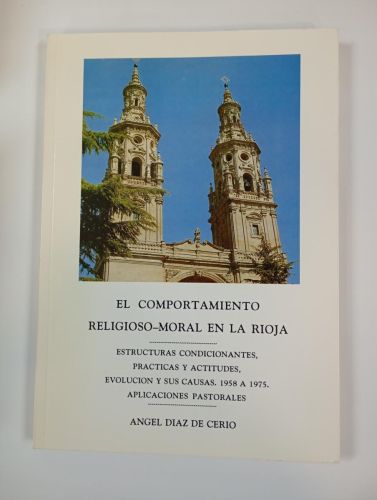 EL COMPORTAMIENTO
RELIGIOSO-MORAL EN LA RIOJA
ESTRUCTURAS CONDICIONANTES,
PRACTICAS Y ACTITUDES,
EVOLUCION Y SUS CAUSAS. 1958 A 1975.
APLICACIONES PASTORALES
ANGEL DIAZ DE CERIO